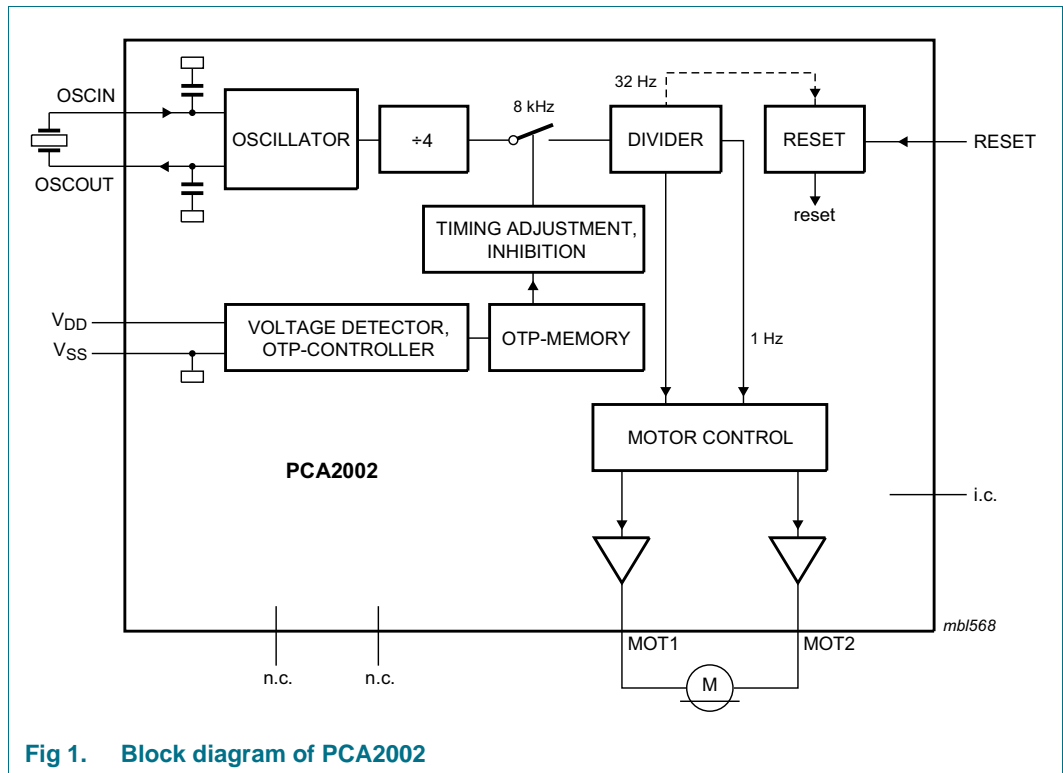 32 Hz
OSCIN
8 kHz
OSCILLATOR
÷4
DIVIDER
RESET
RESET
OSCOUT
reset
TIMING ADJUSTMENT,
INHIBITION
VDD
VSS
VOLTAGE DETECTOR,
OTP-CONTROLLER
OTP-MEMORY
1 Hz
MOTOR CONTROL
PCA2002
i.c.
mbl568
MOT1
MOT2
n.c.
n.c.
M
Fig 1. Block diagram of PCA2002